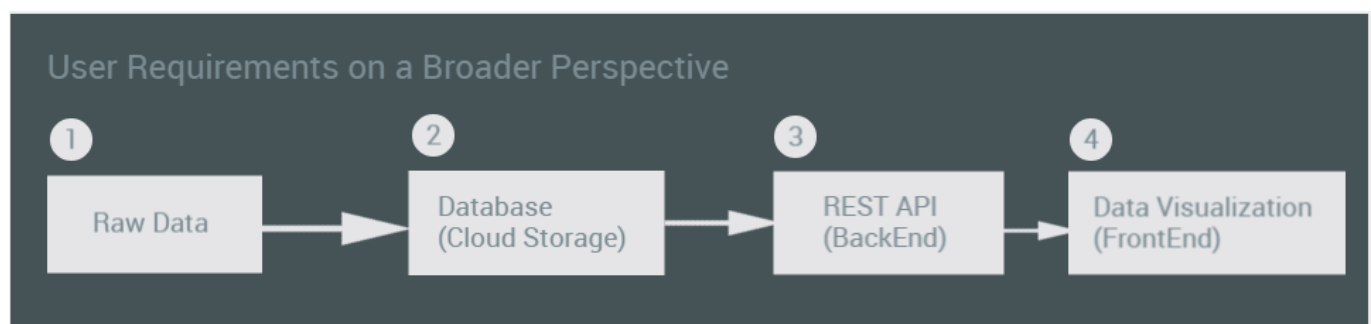 User Requirements on a Broader Perspective
1
Raw Data
2
Database
(Cloud Storage)
3
REST API
(BackEnd)
4
Data Visualization
(FrontEnd)